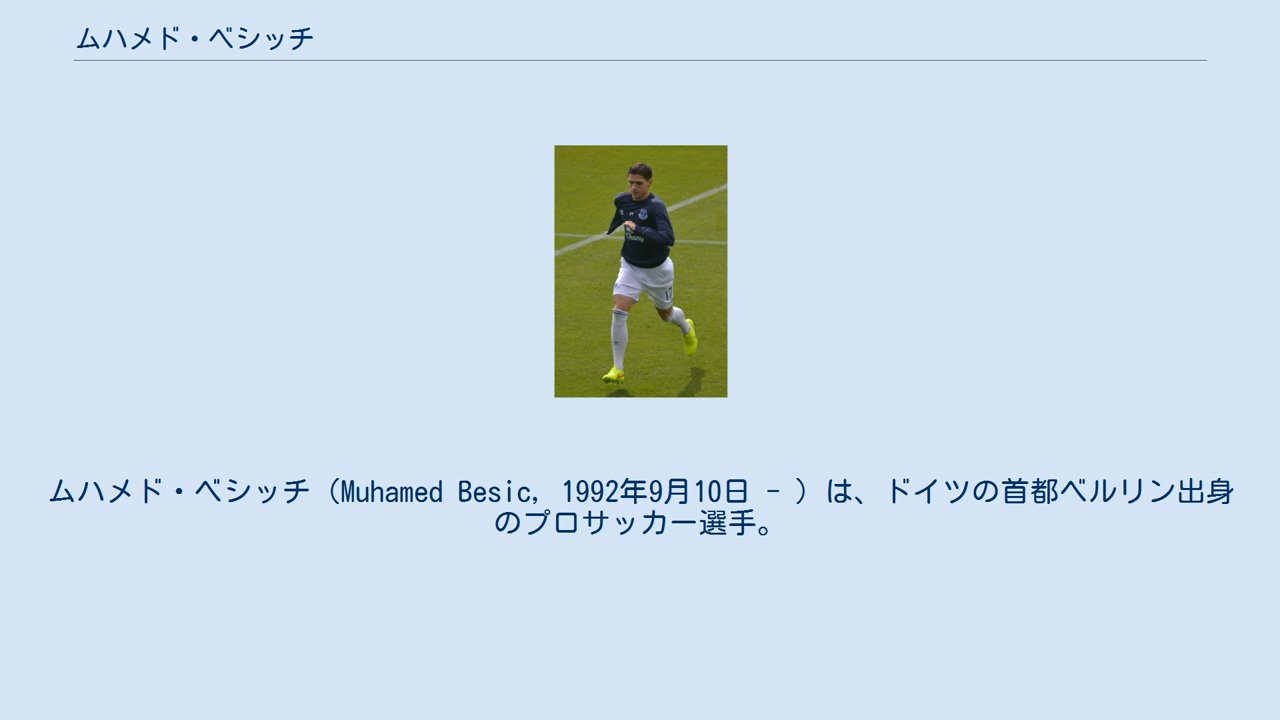 ムハメド・ベシッチ
17
ムハメド・ベシッチ（Muhamed Besic, 1992年9月10日 - ）は、ドイツの首都ベルリン出身
のプロサッカー選手。